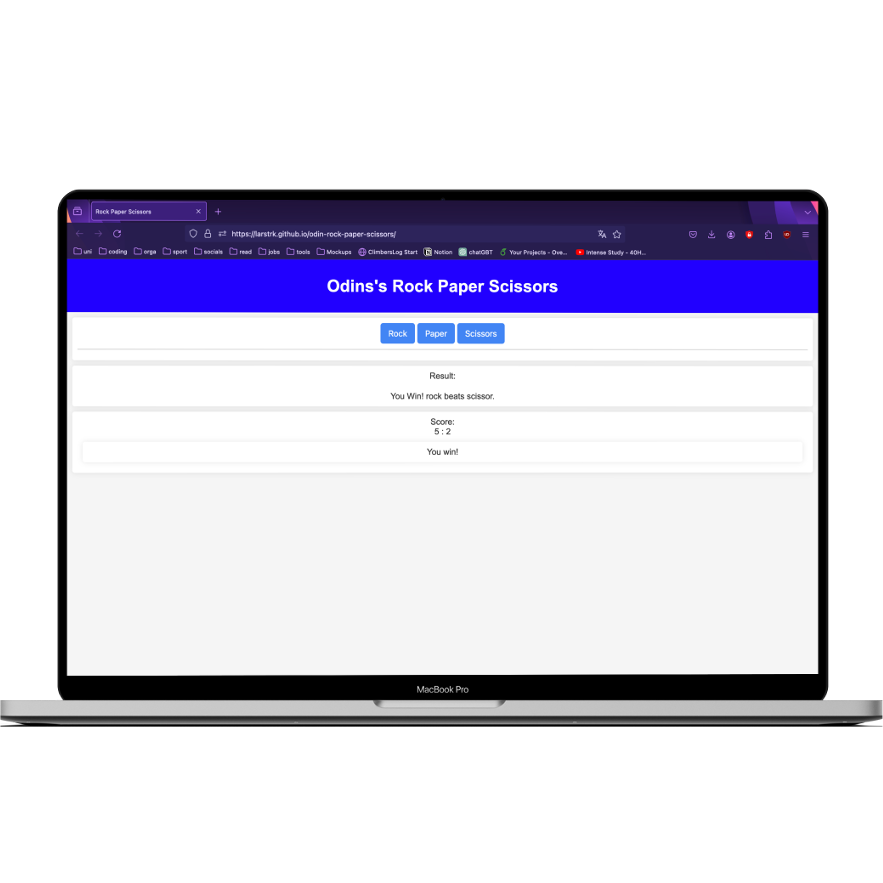 Rock Paper Scissors
https://larstrk.github.io/odin-rock-paper-scissors/
uni coding orga sport socials read jobs tools Mockups ClimbersLog Start Notion chatGBT Your Projects - Ove... Intense Study - 40H...
Odins's Rock Paper Scissors
Rock Paper Scissors
Result:
You Win! rock beats scissor.
Score:
5 : 2
You win!
MacBook Pro